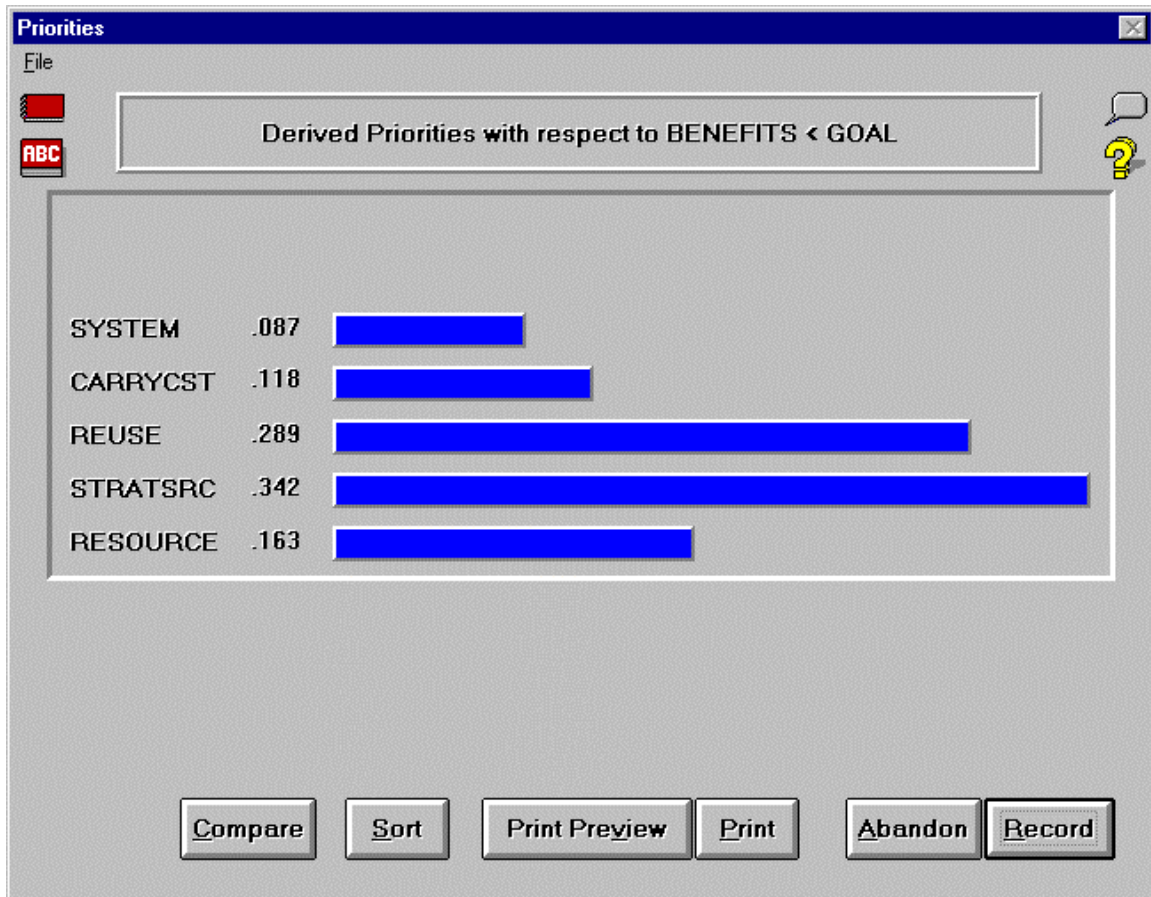 Priorities
File
ABC
Derived Priorities with respect to BENEFITS < GOAL
?
SYSTEM .087
CARRYCST .118
REUSE .289
STRATSRC .342
RESOURCE .163
Compare Sort Print Preview Print Abandon Record